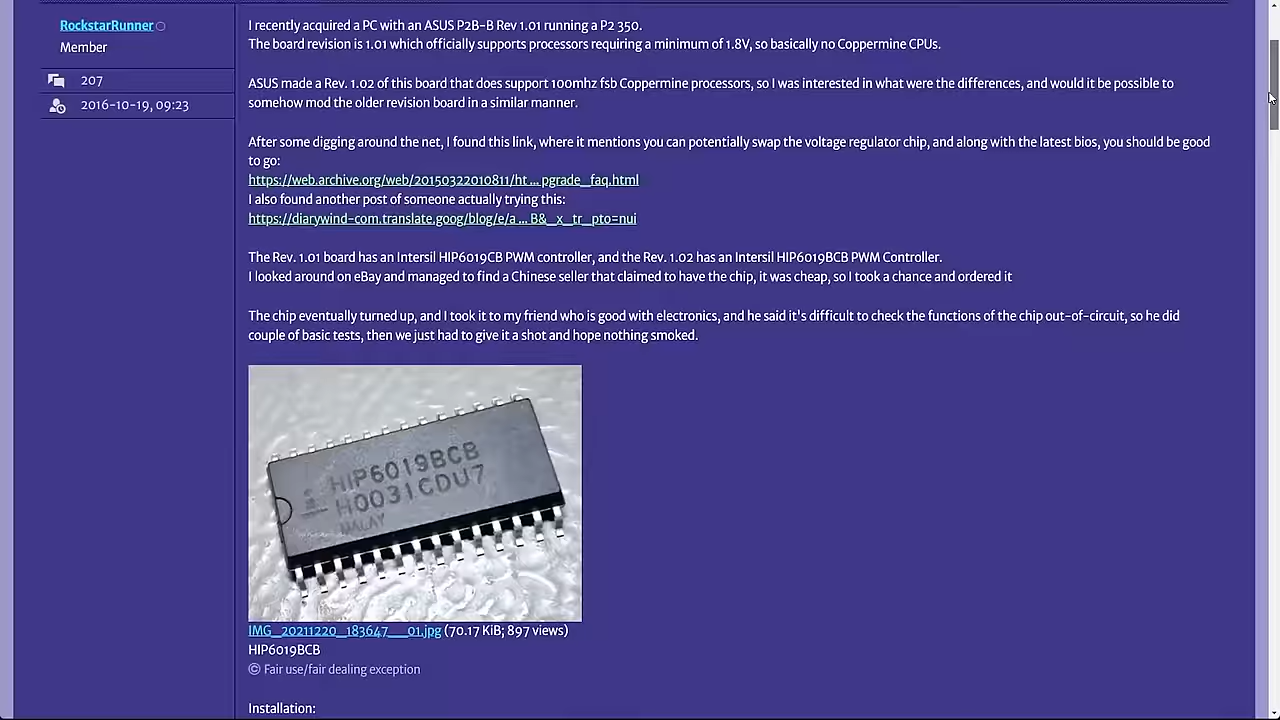 RockstarRunner
Member
207
2016-10-19, 09:23
I recently acquired a PC with an ASUS P2B-B Rev 1.01 running a P2 350.
The board revision is 1.01 which officially supports processors requiring a minimum of 1.8V, so basically no Coppermine CPUs.
ASUS made a Rev. 1.02 of this board that does support 100mhz fsb Coppermine processors, so I was interested in what were the differences, and would it be possible to
somehow mod the older revision board in a similar manner.
After some digging around the net, I found this link, where it mentions you can potentially swap the voltage regulator chip, and along with the latest bios, you should be good
to go:
https://web.archive.org/web/20150322010811/ht ... pgrade_faq.html
I also found another post of someone actually trying this:
https://diarywind-com.translate.goog/blog/e/a ... B&_x_tr_pto=nui
The Rev. 1.01 board has an Intersil HIP6019CB PWM controller, and the Rev. 1.02 has an Intersil HIP6019BCB PWM Controller.
I looked around on eBay and managed to find a Chinese seller that claimed to have the chip, it was cheap, so I took a chance and ordered it
The chip eventually turned up, and I took it to my friend who is good with electronics, and he said it's difficult to check the functions of the chip out-of-circuit, so he did
couple of basic tests, then we just had to give it a shot and hope nothing smoked.
HIP6019BCB
H0031CDU7
MALAY
IMG_20211220_183647__01.jpg (70.17 KiB; 897 views)
HIP6019BCB
© Fair use/fair dealing exception
Installation: